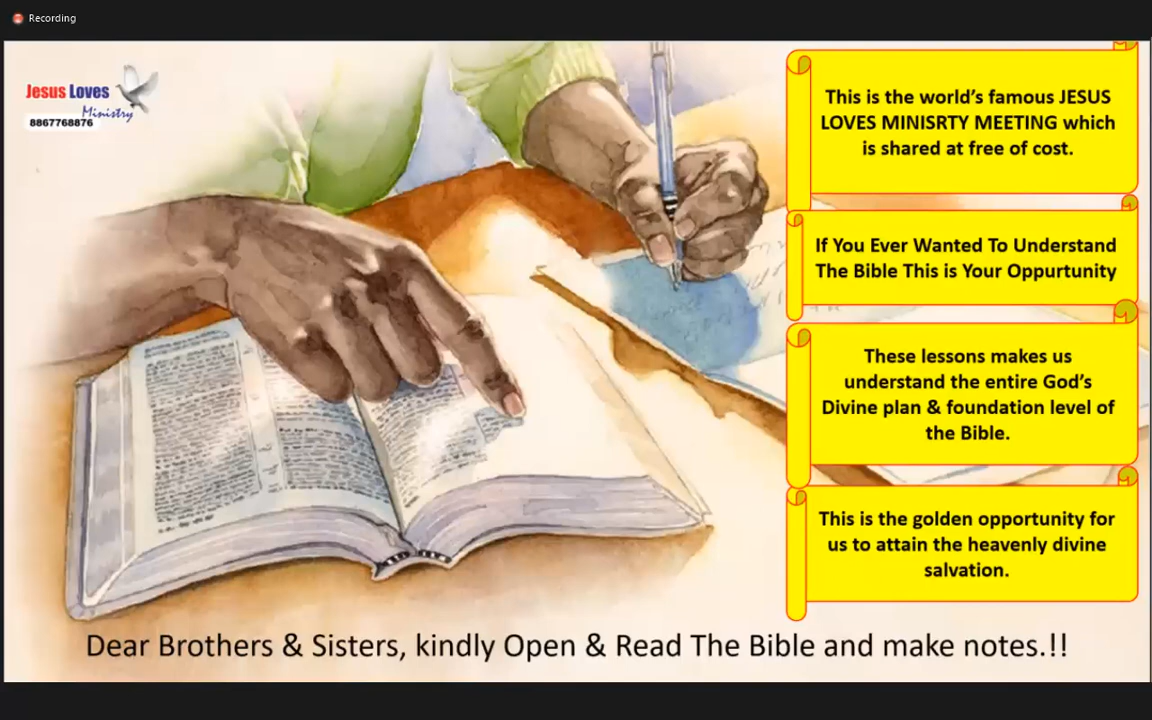 Recording
Jesus Loves
Ministry
8867768876
This is the world's famous JESUS
LOVES MINISRTY MEETING which
is shared at free of cost.
If You Ever Wanted To Understand
The Bible This is Your Oppurtunity
These lessons makes us
understand the entire God's
Divine plan & foundation level of
the Bible.
This is the golden opportunity for
us to attain the heavenly divine
salvation.
Dear Brothers & Sisters, kindly Open & Read The Bible and make notes.!!